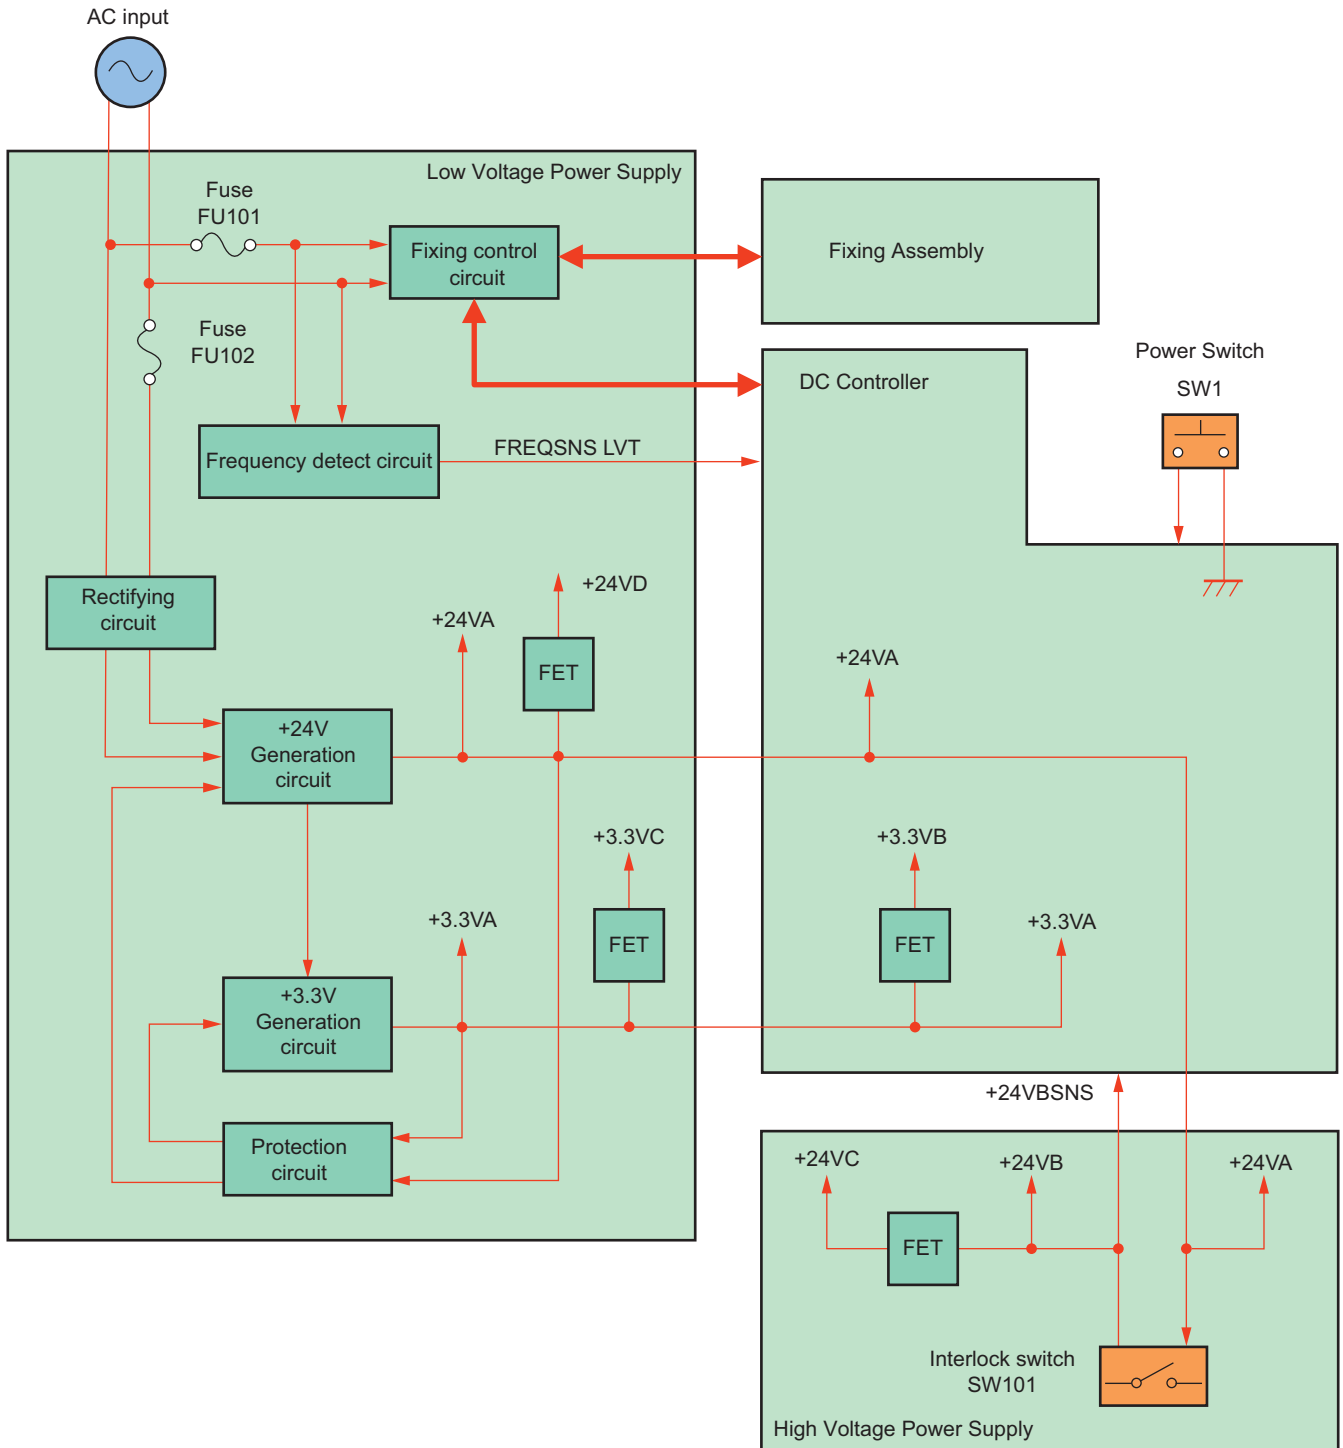 AC input
Low Voltage Power Supply
Fuse
FU101
Fixing control
circuit
Fixing Assembly
Fuse
FU102
DC Controller
Power Switch
SW1
Frequency detect circuit
FREQSNS LVT
Rectifying
circuit
+24VD
+24VA
FET
+24VA
+24V
Generation
circuit
+3.3VC
+3.3VB
+3.3VA
FET
FET
+3.3VA
+3.3V
Generation
circuit
+24VBSNS
Protection
circuit
+24VC
+24VB
+24VA
FET
Interlock switch
SW101
High Voltage Power Supply